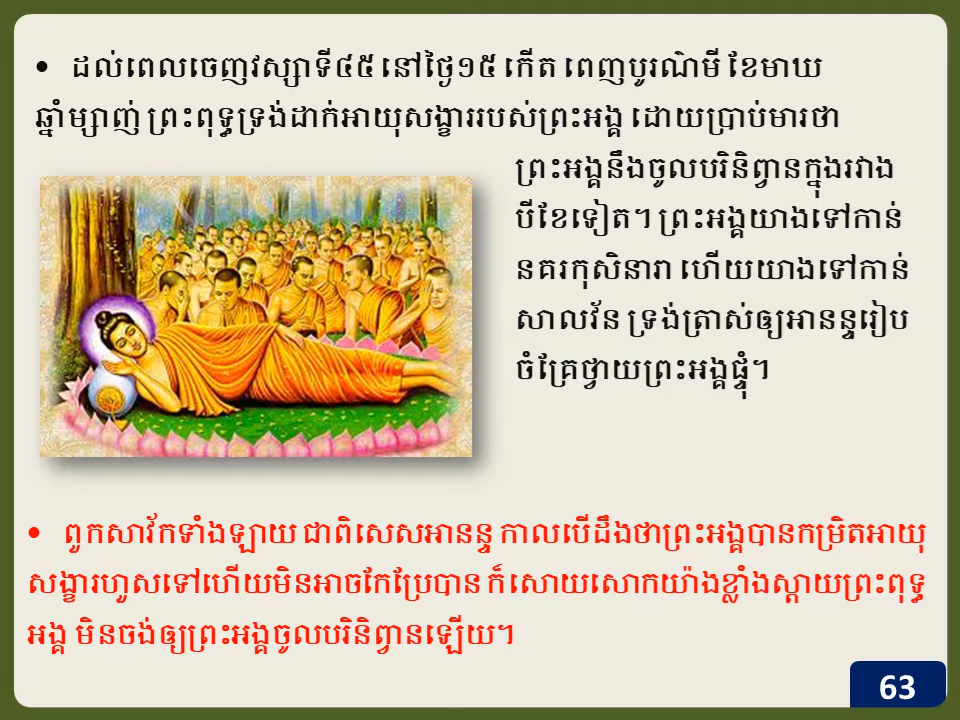 • ដល់ពេលចេញវស្សាទី៤៥ នៅថ្ងៃ១៥ កើត ពេញបូរណិមី ខែមាឃ
ឆ្នាំម្សាញ់ ព្រះពុទ្ធទ្រង់ដាក់អាយុសង្ខាររបស់ព្រះអង្គ ដោយប្រាប់មារថា
ព្រះអង្គនឹងចូលបរិនិព្វានក្នុងរវាង
បីខែទៀត។ ព្រះអង្គយាងទៅកាន់
នគរកុសិនារា ហើយយាងទៅកាន់
សាលវ័ន ទ្រង់ត្រាស់ឲ្យអានន្ទរៀប
ចំគ្រែថ្វាយព្រះអង្គផ្ទុំ។
• ពួកសាវ័កទាំងឡាយ ជាពិសេសអានន្ទ កាលបើដឹងថាព្រះអង្គបានកម្រិតអាយុ
សង្ខារហួសទៅហើយមិនអាចកែប្រែបាន ក៏សោយសោកយ៉ាងខ្លាំងស្តាយព្រះពុទ្ធ
អង្គ មិនចង់ឲ្យព្រះអង្គចូលបរិនិព្វានឡើយ។
63